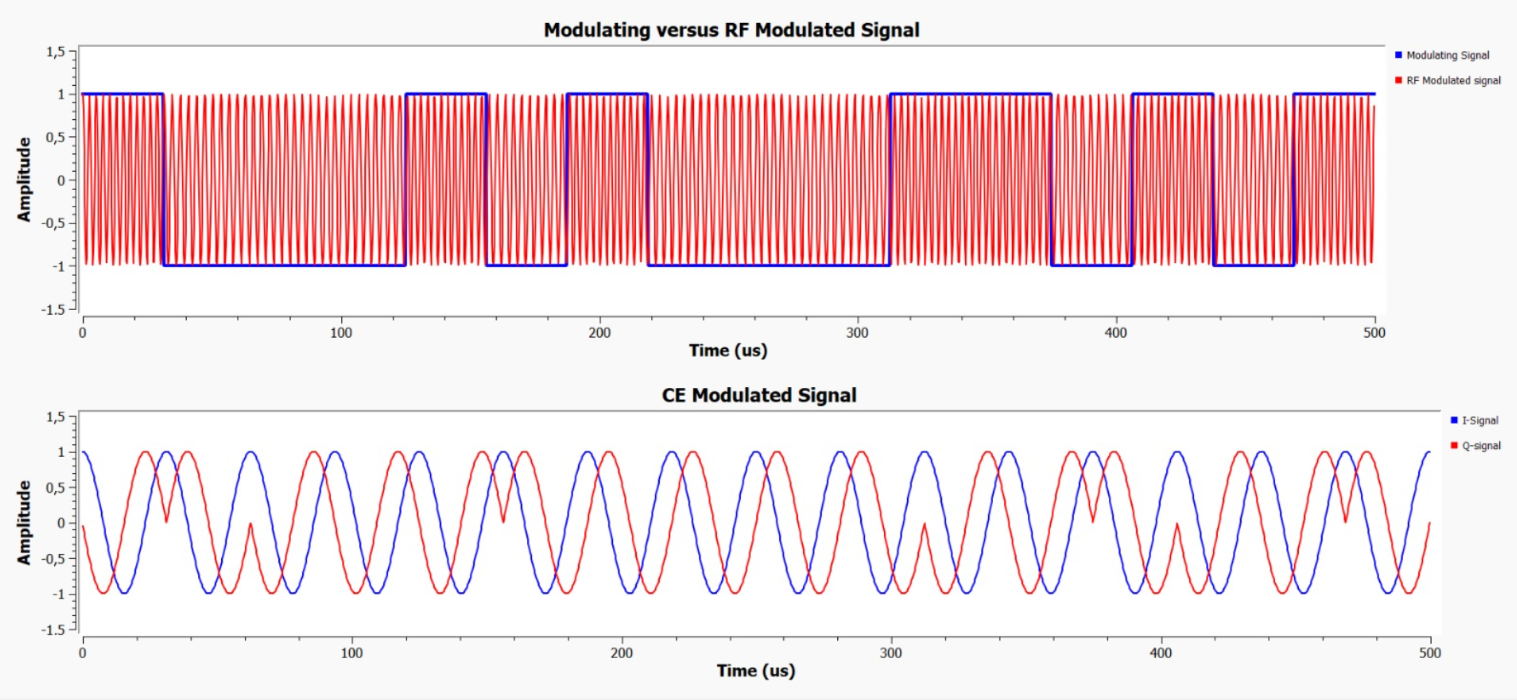 Modulating versus RF Modulated Signal
1,5
1
0,5
0
-0,5
-1
-1.5
Amplitude
0 100 200 300 400 500
Time (us)
Modulating Signal
RF Modulated signal
CE Modulated Signal
1,5
1
0,5
0
-0,5
-1
-1.5
Amplitude
0 100 200 300 400 500
Time (us)
I-Signal
Q-signal